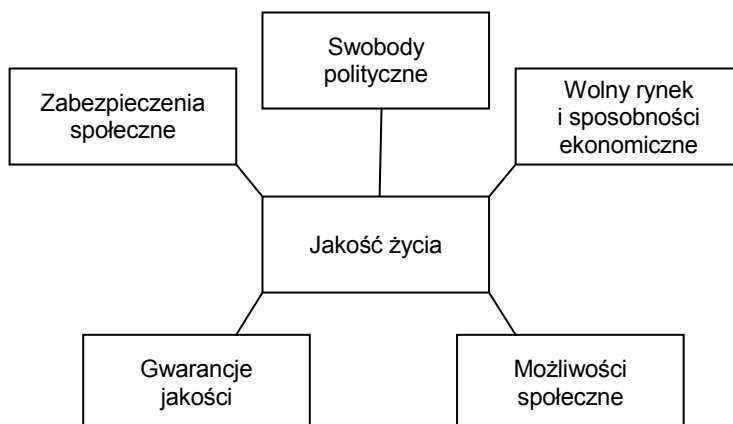 Swobody
polityczne
Zabezpieczenia
społeczne
Wolny rynek
i sposobności
ekonomiczne
Jakość życia
Gwarancje
jakości
Możliwości
społeczne